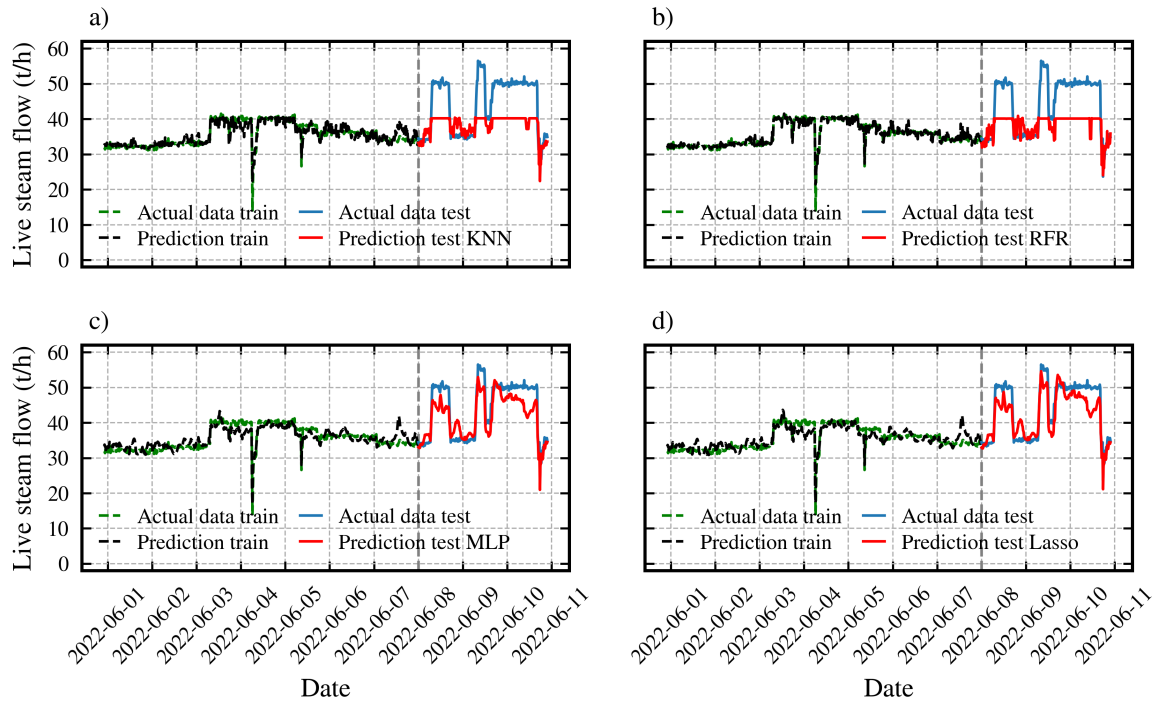 a)
b)
Live steam flow (t/h)
60
50
40
30
20
10
0
Actual data train
Prediction train
Actual data test
Prediction test KNN
Actual data train
Prediction train
Actual data test
Prediction test RFR
c)
d)
Live steam flow (t/h)
60
50
40
30
20
10
0
Actual data train
Prediction train
Actual data test
Prediction test MLP
Actual data train
Prediction train
Actual data test
Prediction test Lasso
2022-06-01
2022-06-02
2022-06-03
2022-06-04
2022-06-05
2022-06-07
2022-06-08
2022-06-09
2022-06-10
2022-06-11
2022-06-01
2022-06-02
2022-06-03
2022-06-04
2022-06-05
2022-06-07
2022-06-08
2022-06-09
2022-06-10
2022-06-11
Date
Date